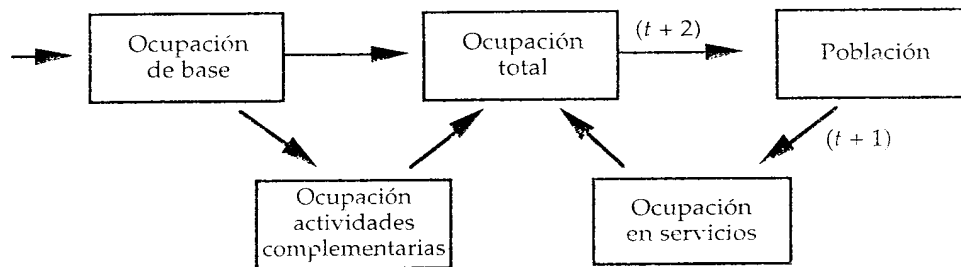 Ocupación
de base
Ocupación
total
(t + 2)
Población
(t + 1)
Ocupación
actividades
complementarias
Ocupación
en servicios